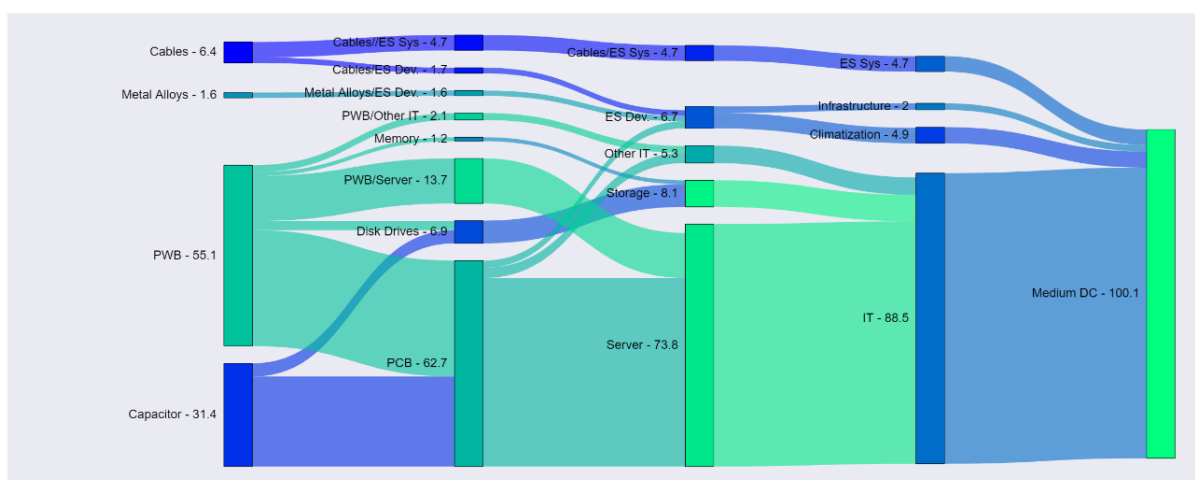 Cables - 6.4
Metal Alloys - 1.6
PWB - 55.1
Capacitor - 31.4
Cables//ES Sys - 4.7
Cables/ES Dev. - 1.7
Metal Alloys/ES Dev. - 1.6
PWB/Other IT - 2.1
Memory - 1.2
PWB/Server - 13.7
Disk Drives - 6.9
PCB - 62.7
Cables/ES Sys - 4.7
ES Dev. - 6.7
Other IT - 5.3
Storage - 8.1
Server - 73.8
ES Sys - 4.7
Infrastructure - 2
Climatization - 4.9
IT - 88.5
Medium DC - 100.1